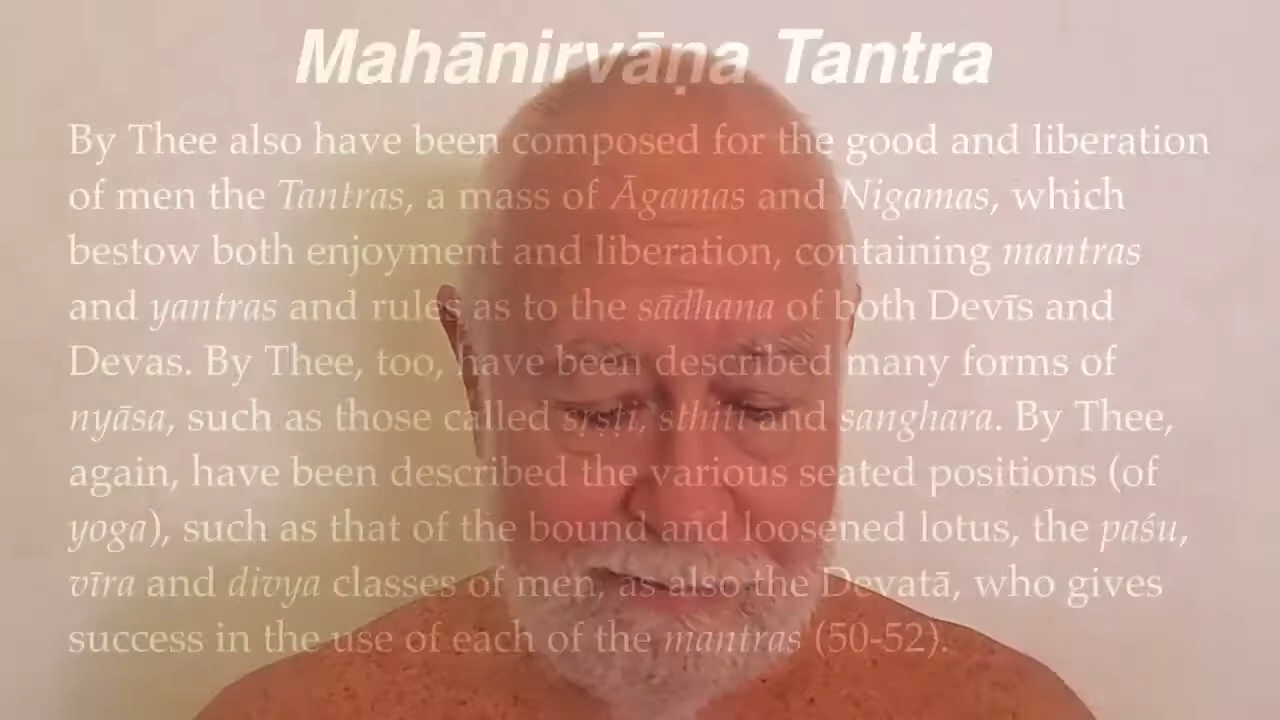 Mahānirvāṇa Tantra
By Thee also have been composed for the good and liberation
of men the Tantras, a mass of Āgamas and Nigamas, which
bestow both enjoyment and liberation, containing mantras
and yantras and rules as to the sādhana of both Devīs and
Devas. By Thee, too, have been described many forms of
nyāsa, such as those called sṛṣṭi, sthiti and sanghara. By Thee,
again, have been described the various seated positions (of
yoga), such as that of the bound and loosened lotus, the paśu,
vīra and divya classes of men, as also the Devatā, who gives
success in the use of each of the mantras (50-52).